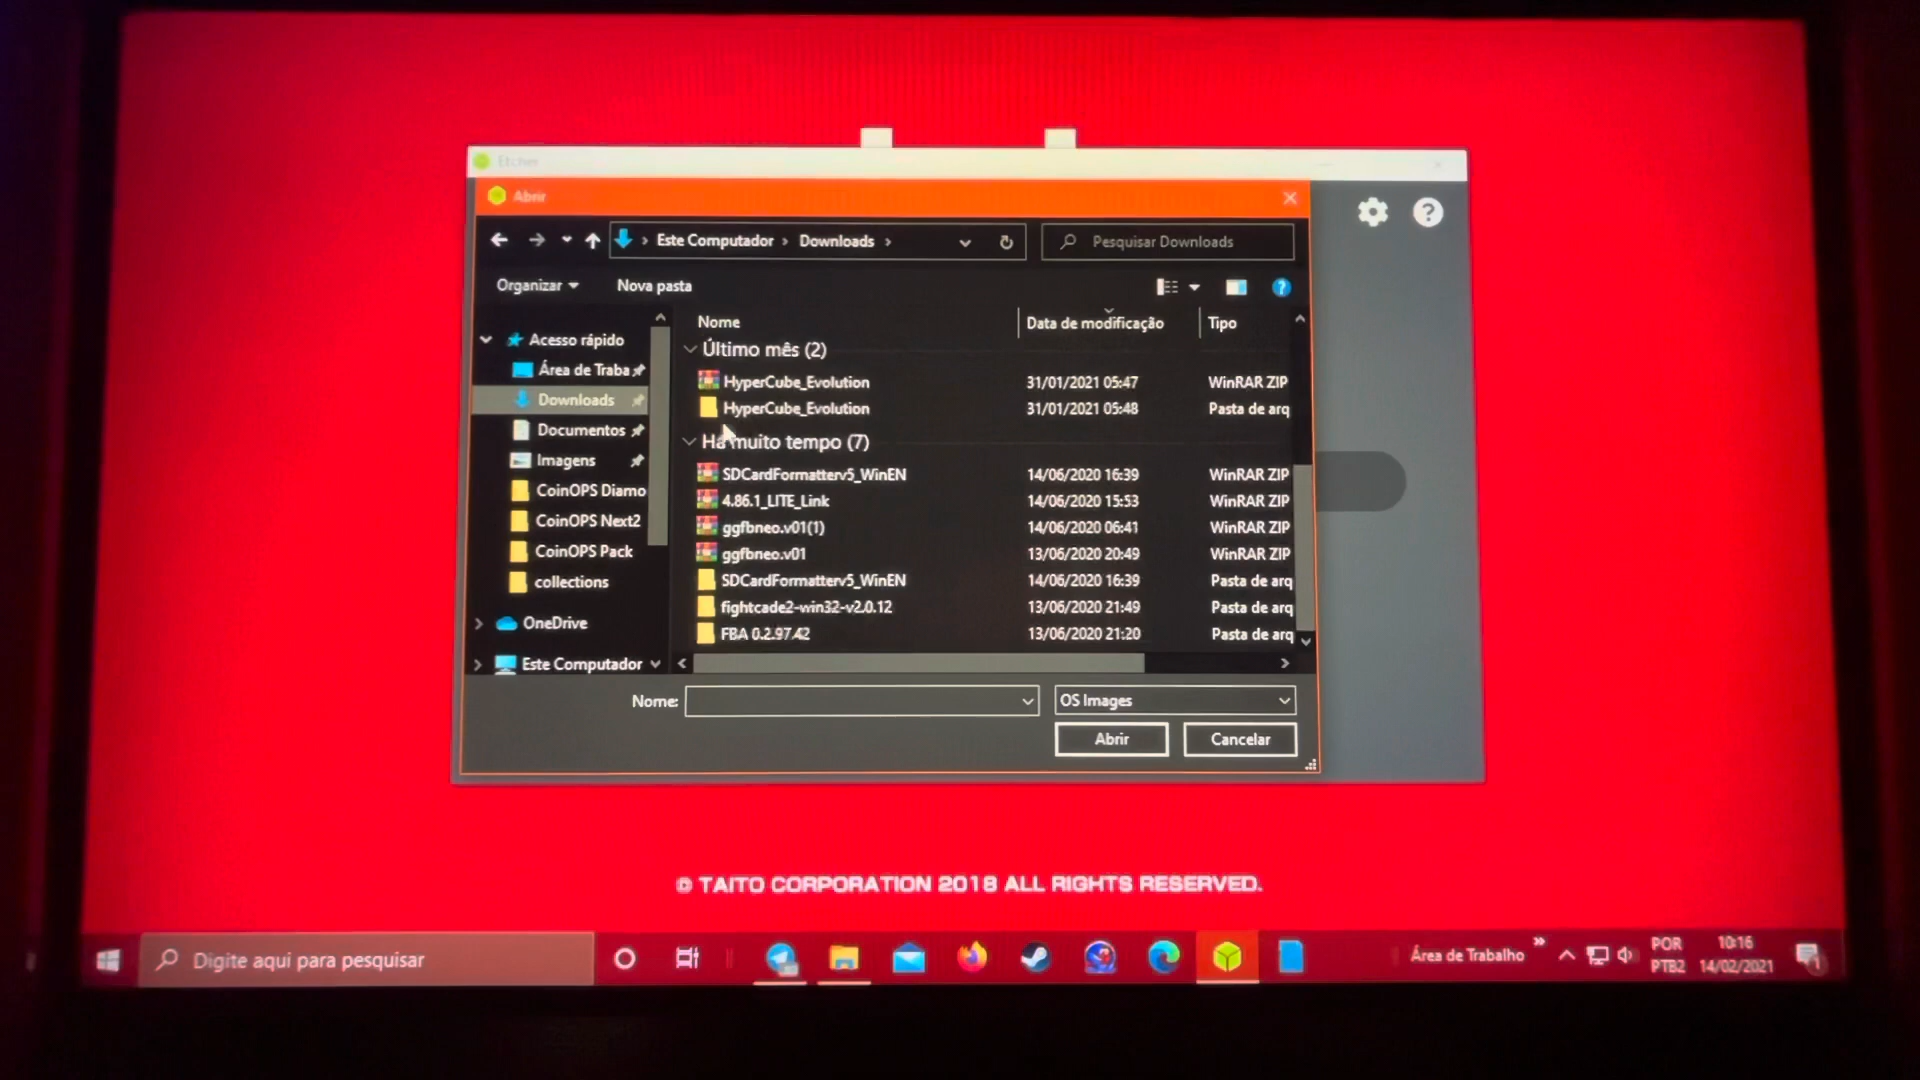 Etcher
Abrir
Este Computador > Downloads >
Pesquisar Downloads
Organizar
Nova pasta
?
?
Nome Data de modificação Tipo
Último mês (2)
HyperCube_Evolution 31/01/2021 05:47 WinRAR ZIP
HyperCube_Evolution 31/01/2021 05:48 Pasta de arq
Há muito tempo (7)
SDCardFormatterv5_WinEN 14/06/2020 16:39 WinRAR ZIP
4.86.1_LITE_Link 14/06/2020 15:53 WinRAR ZIP
ggfbneo.v01(1) 14/06/2020 06:41 WinRAR ZIP
ggfbneo.v01 13/06/2020 20:49 WinRAR ZIP
SDCardFormatterv5_WinEN 14/06/2020 16:39 Pasta de arq
fightcade2-win32-v2.0.12 13/06/2020 21:49 Pasta de arq
FBA 0.2.97.42 13/06/2020 21:20 Pasta de arq
Acesso rápido
Área de Traba
Downloads
Documentos
Imagens
CoinOPS Diamo
CoinOPS Next2
CoinOPS Pack
collections
OneDrive
Este Computador
Nome:
OS Images
Abrir
Cancelar
© TAITO CORPORATION 2018 ALL RIGHTS RESERVED.
Digite aqui para pesquisar
Área de Trabalho
POR
PTB2
10:16
14/02/2021
1